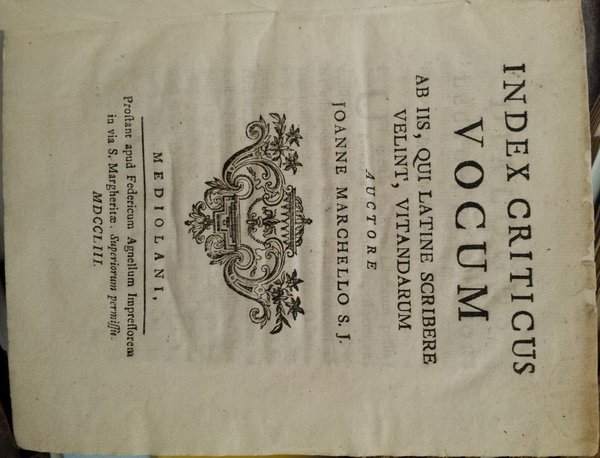 INDEX CRITICUS
VOCUM
AB IIS, QUI LATINE SCRIBERE
VELINT, VITANDARUM
AUCTORE
JOANNE MARCHELLO S. J.
MEDIOLANI,
Proſtant apud Federicum Agnellum Impreſſorem
in via S. Margheritæ Superiorum permiſſu.
MDCCLIII.